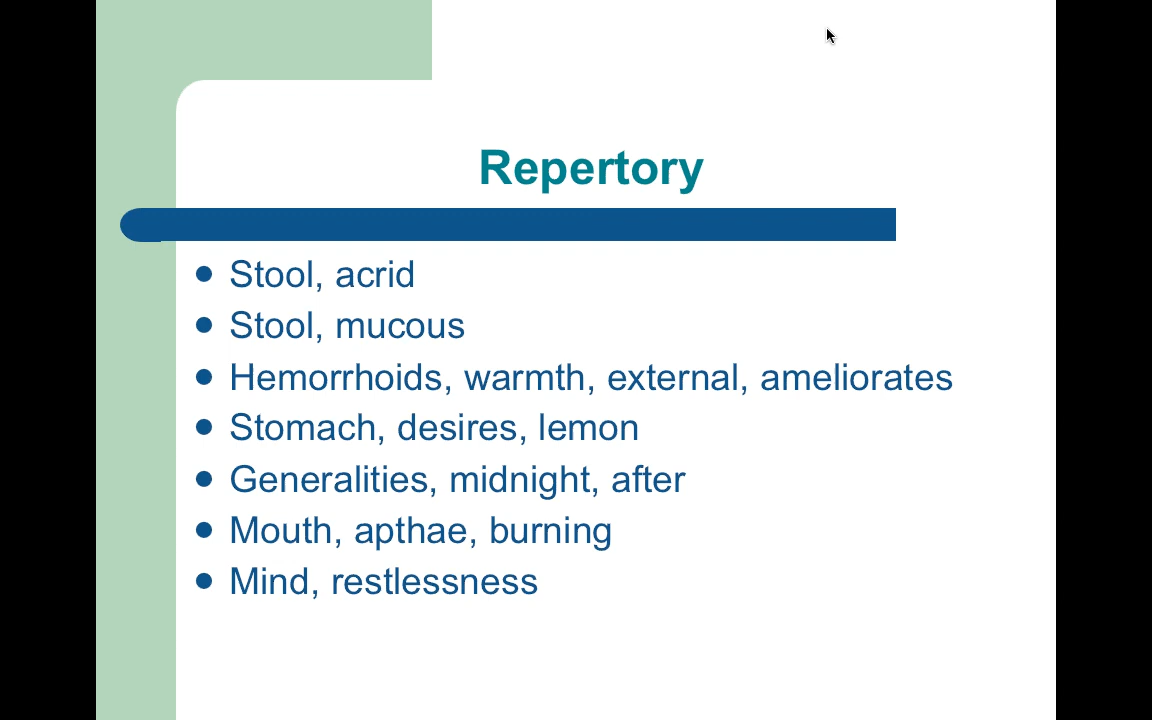 Repertory
Stool, acrid
Stool, mucous
Hemorrhoids, warmth, external, ameliorates
Stomach, desires, lemon
Generalities, midnight, after
Mouth, apthae, burning
Mind, restlessness